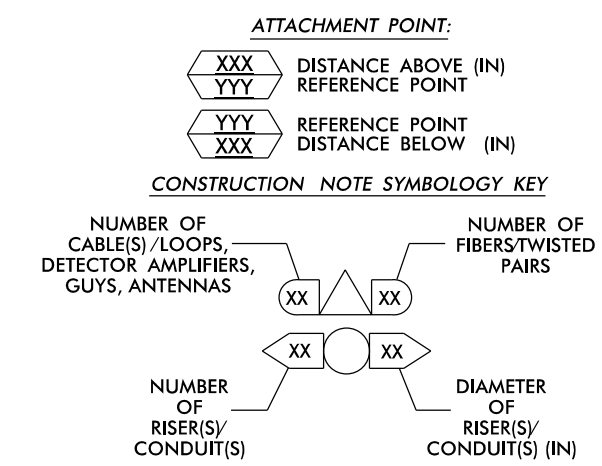 ATTACHMENT POINT:
XXX
YYY
DISTANCE ABOVE (IN)
REFERENCE POINT
YYY
XXX
REFERENCE POINT
DISTANCE BELOW (IN)
CONSTRUCTION NOTE SYMBOLOGY KEY
NUMBER OF
CABLE(S)/LOOPS,
DETECTOR AMPLIFIERS,
GUYS, ANTENNAS
NUMBER OF
FIBERS/TWISTED
PAIRS
XX
XX
XX
XX
NUMBER
OF
RISER(S)/
CONDUIT(S)
DIAMETER
OF
RISER(S)/
CONDUIT(S) (IN)